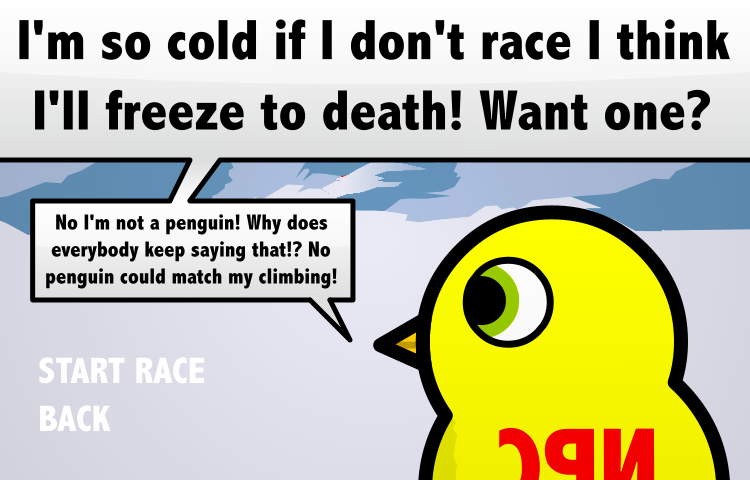 I'm so cold if I don't race I think
I'll freeze to death! Want one?
No I'm not a penguin! Why does
everybody keep saying that!? No
penguin could match my climbing!
START RACE
BACK
NPC